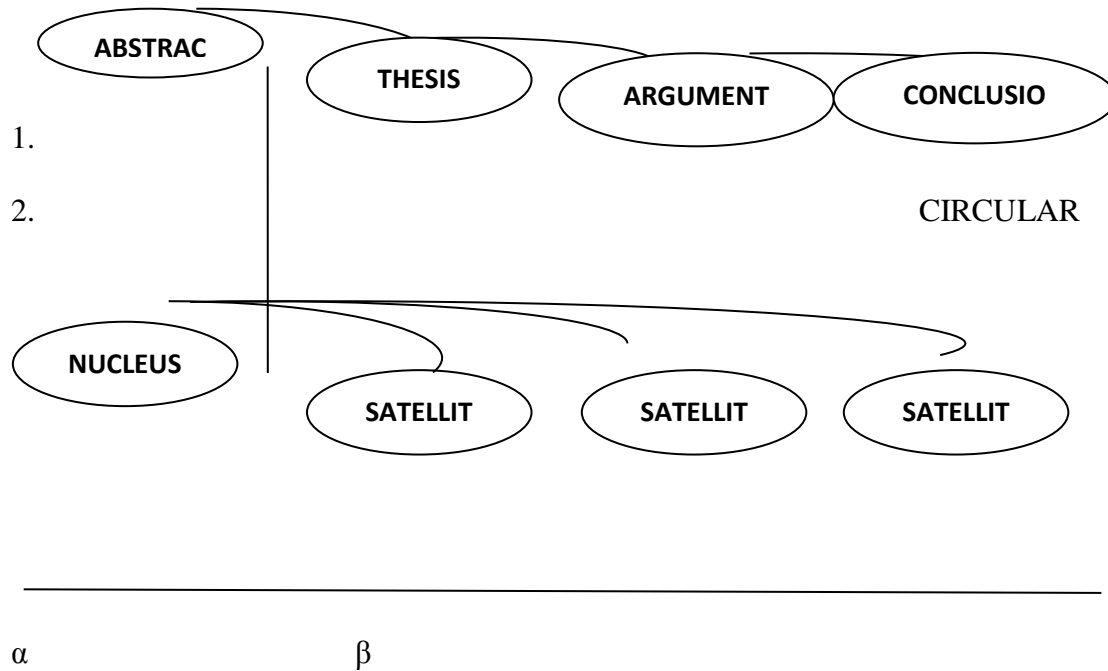 ABSTRAC
THESIS
ARGUMENT
CONCLUSIO
1.
2. CIRCULAR
NUCLEUS
SATELLIT SATELLIT SATELLIT
α β